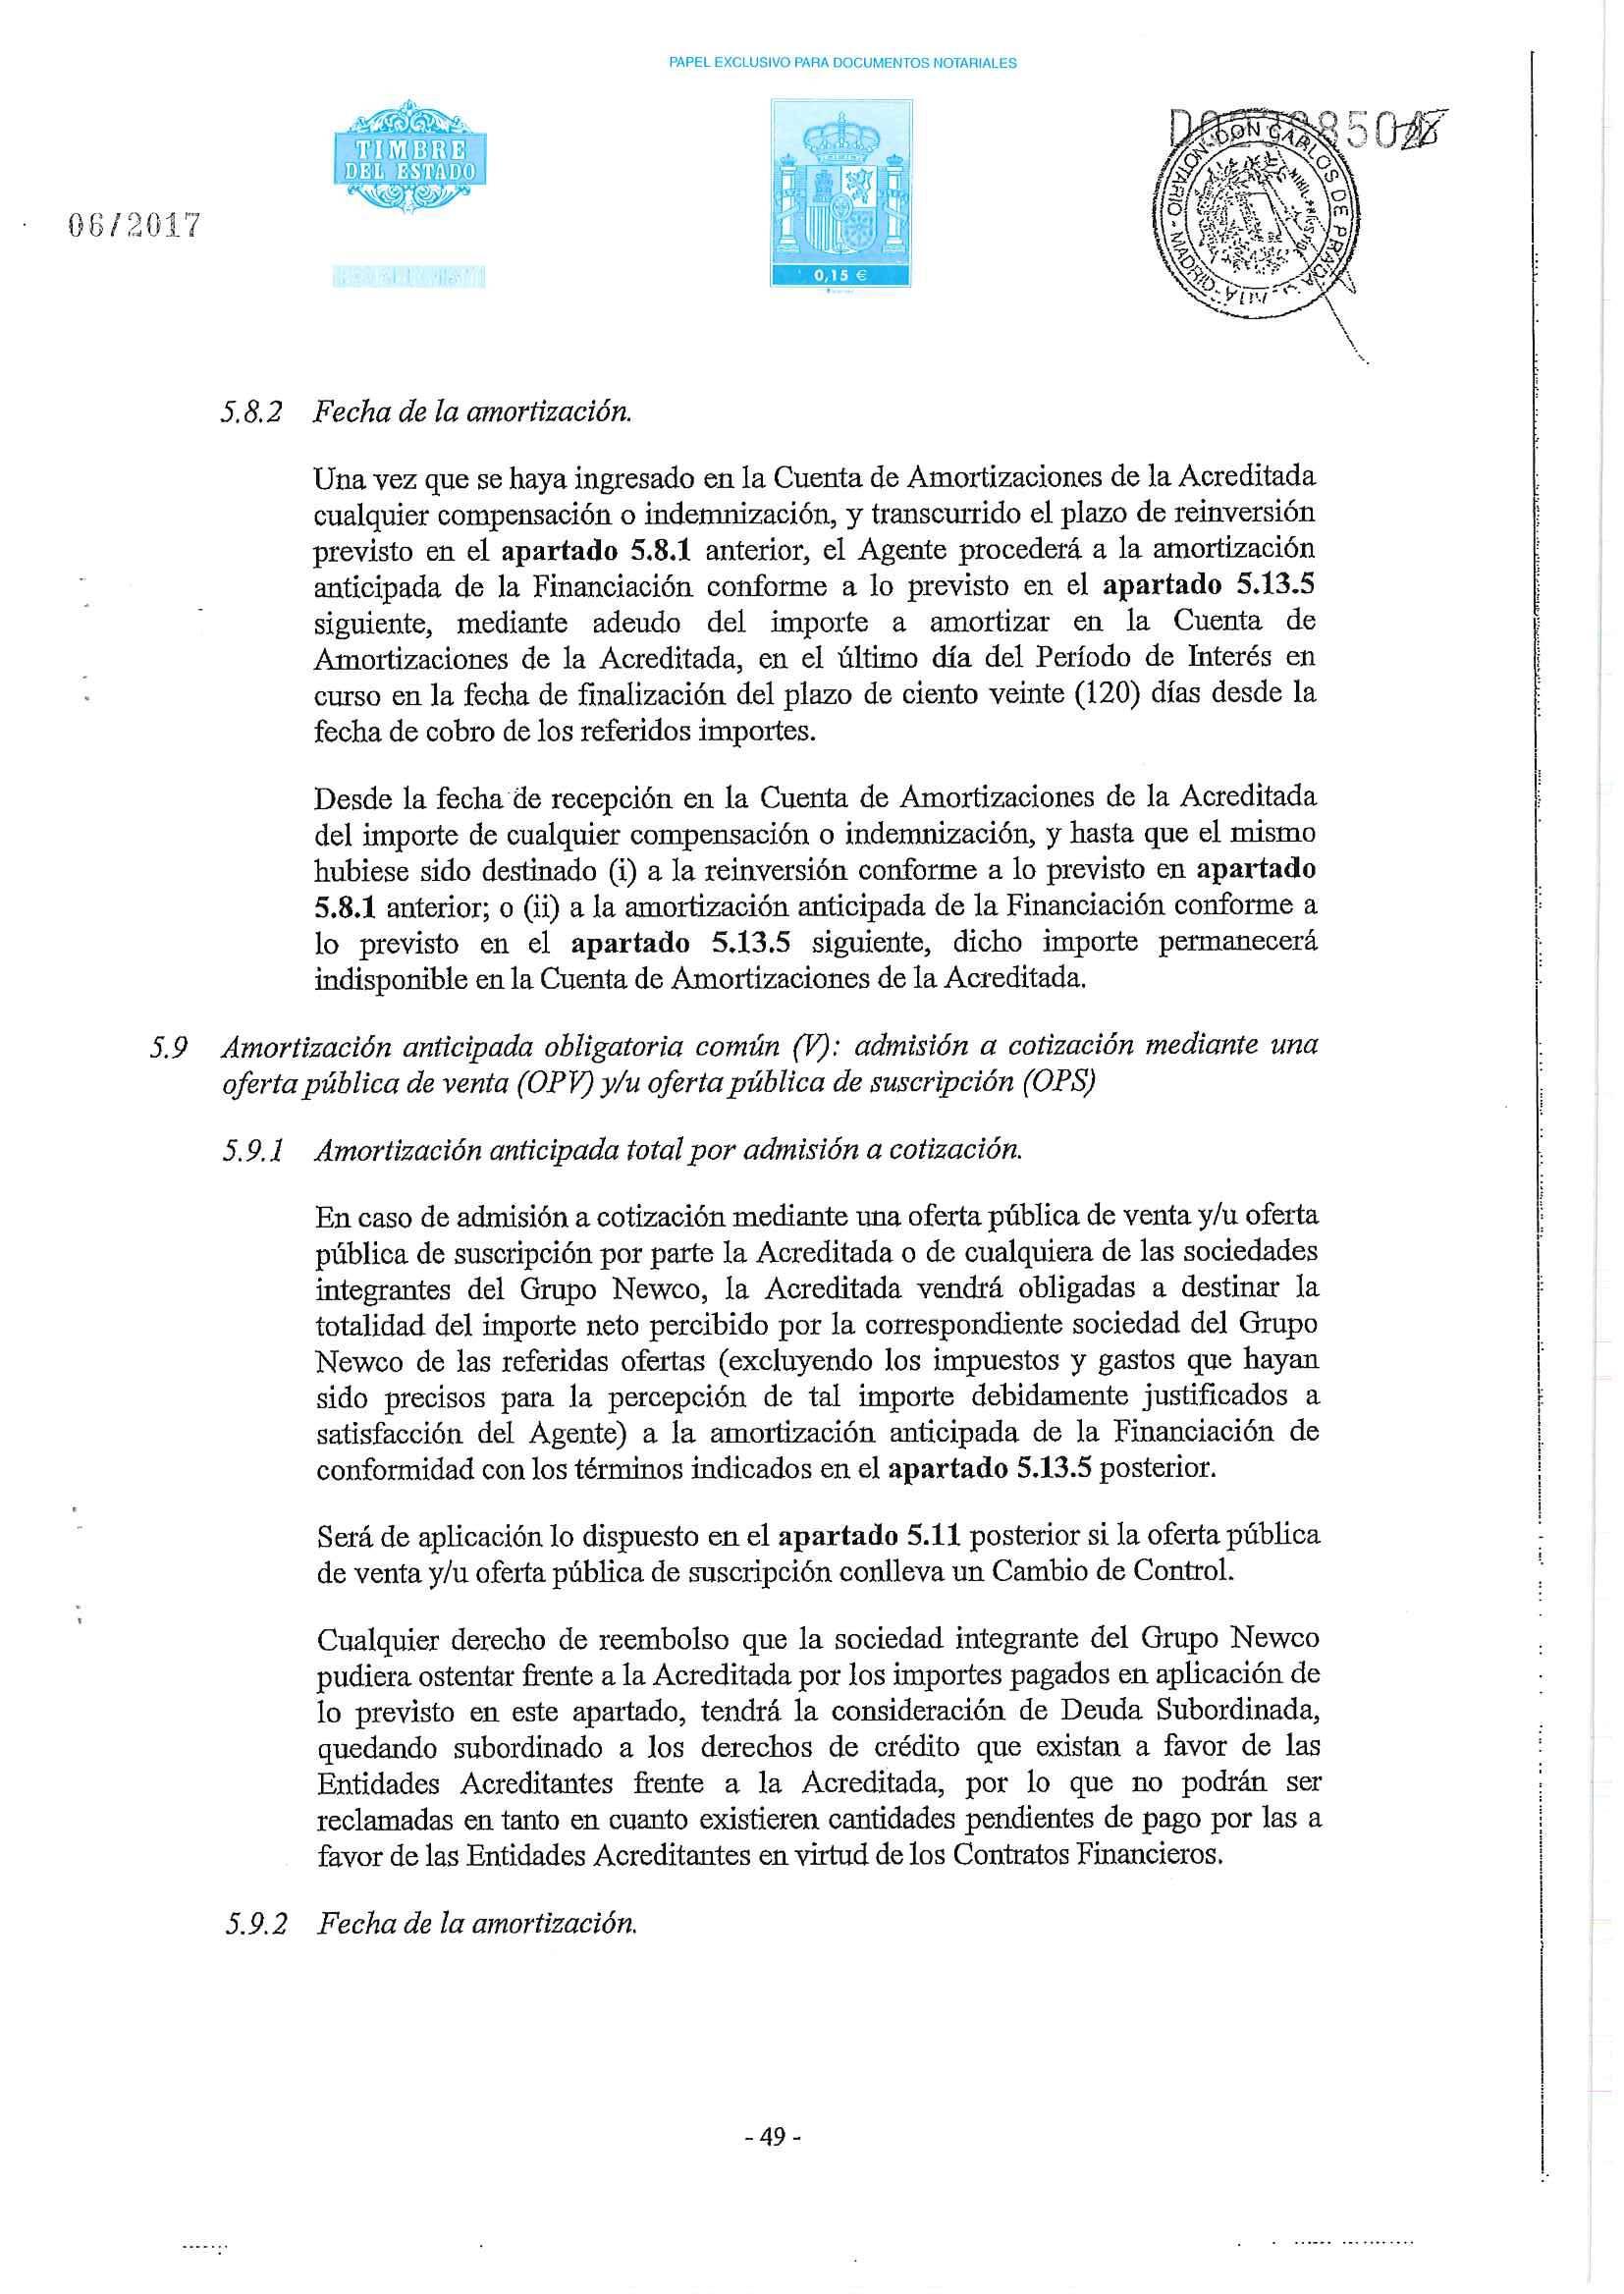 PAPEL EXCLUSIVO PARA DOCUMENTOS NOTARIALES
TIMBRE
DEL ESTADO
06/2017
0,15 €
NOTARIO - MADRID
DON CARLOS DE PRADA
5.8.2 Fecha de la amortización.
Una vez que se haya ingresado en la Cuenta de Amortizaciones de la Acreditada
cualquier compensación o indemnización, y transcurrido el plazo de reinversión
previsto en el apartado 5.8.1 anterior, el Agente procederá a la amortización
anticipada de la Financiación conforme a lo previsto en el apartado 5.13.5
siguiente, mediante adeudo del importe a amortizar en la Cuenta de
Amortizaciones de la Acreditada, en el último día del Período de Interés en
curso en la fecha de finalización del plazo de ciento veinte (120) días desde la
fecha de cobro de los referidos importes.
Desde la fecha de recepción en la Cuenta de Amortizaciones de la Acreditada
del importe de cualquier compensación o indemnización, y hasta que el mismo
hubiese sido destinado (i) a la reinversión conforme a lo previsto en apartado
5.8.1 anterior; o (ii) a la amortización anticipada de la Financiación conforme a
lo previsto en el apartado 5.13.5 siguiente, dicho importe permanecerá
indisponible en la Cuenta de Amortizaciones de la Acreditada.
5.9 Amortización anticipada obligatoria común (V): admisión a cotización mediante una
oferta pública de venta (OPV) y/u oferta pública de suscripción (OPS)
5.9.1 Amortización anticipada total por admisión a cotización.
En caso de admisión a cotización mediante una oferta pública de venta y/u oferta
pública de suscripción por parte la Acreditada o de cualquiera de las sociedades
integrantes del Grupo Newco, la Acreditada vendrá obligadas a destinar la
totalidad del importe neto percibido por la correspondiente sociedad del Grupo
Newco de las referidas ofertas (excluyendo los impuestos y gastos que hayan
sido precisos para la percepción de tal importe debidamente justificados a
satisfacción del Agente) a la amortización anticipada de la Financiación de
conformidad con los términos indicados en el apartado 5.13.5 posterior.
Será de aplicación lo dispuesto en el apartado 5.11 posterior si la oferta pública
de venta y/u oferta pública de suscripción conlleva un Cambio de Control.
Cualquier derecho de reembolso que la sociedad integrante del Grupo Newco
pudiera ostentar frente a la Acreditada por los importes pagados en aplicación de
lo previsto en este apartado, tendrá la consideración de Deuda Subordinada,
quedando subordinado a los derechos de crédito que existan a favor de las
Entidades Acreditantes frente a la Acreditada, por lo que no podrán ser
reclamadas en tanto en cuanto existieren cantidades pendientes de pago por las a
favor de las Entidades Acreditantes en virtud de los Contratos Financieros.
5.9.2 Fecha de la amortización.
- 49 -